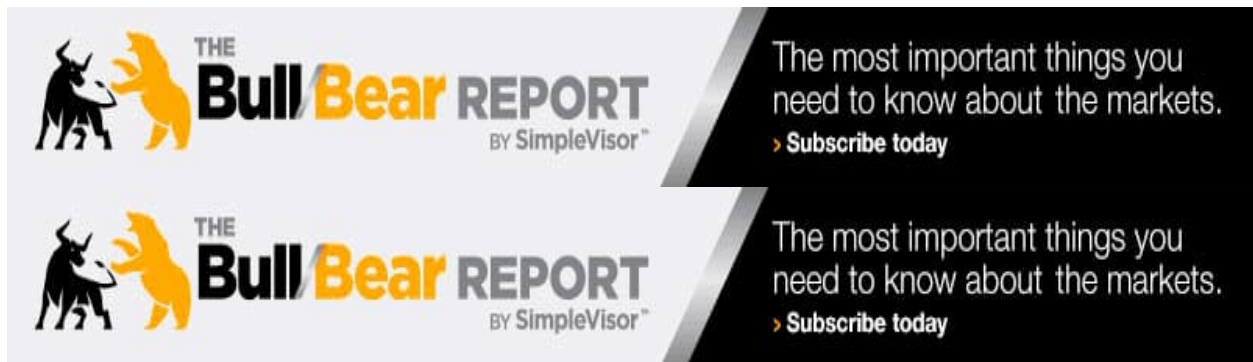 THE
Bull/Bear REPORT
BY SimpleVisor™
The most important things you
need to know about the markets.
› Subscribe today
THE
Bull/Bear REPORT
BY SimpleVisor™
The most important things you
need to know about the markets.
› Subscribe today